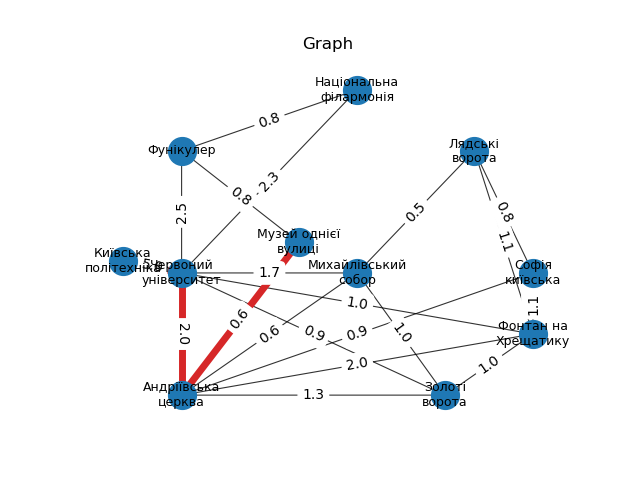 Graph
Національна
філармонія
0.8
Фунікулер
Лядські
ворота
0.8
2.3
2.5
0.5
0.8
1.1
Музей однієї
вулиці
Київська
політехніка
Червоний
університет
1.7
Михайлівський
собор
Софія
київська
1.0
1.1
0.6
2.0
0.6
0.9
0.9
1.0
Фонтан на
Хрещатику
2.0
1.0
Андріївська
церква
1.3
Золоті
ворота